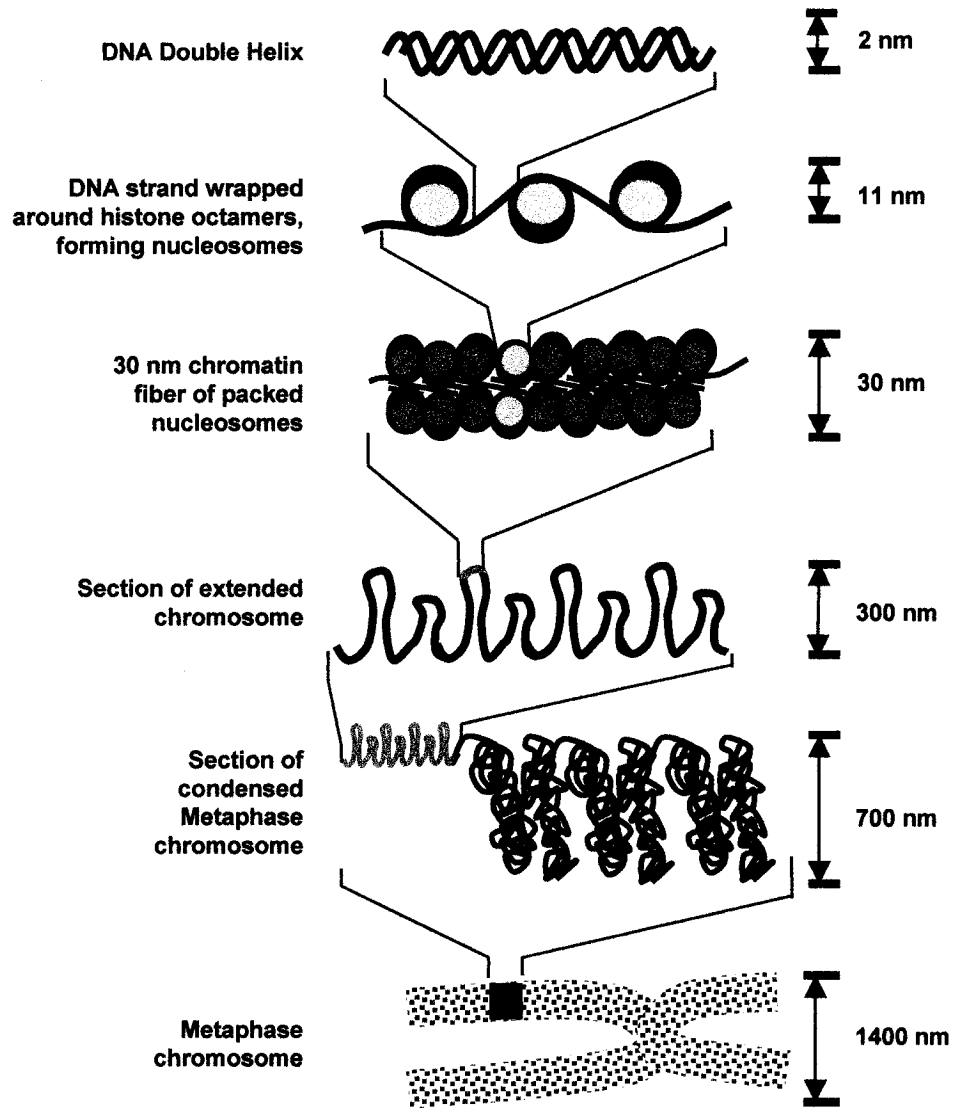 DNA Double Helix
2 nm
DNA strand wrapped
around histone octamers,
forming nucleosomes
11 nm
30 nm chromatin
fiber of packed
nucleosomes
30 nm
Section of extended
chromosome
300 nm
Section of
condensed
Metaphase
chromosome
700 nm
Metaphase
chromosome
1400 nm